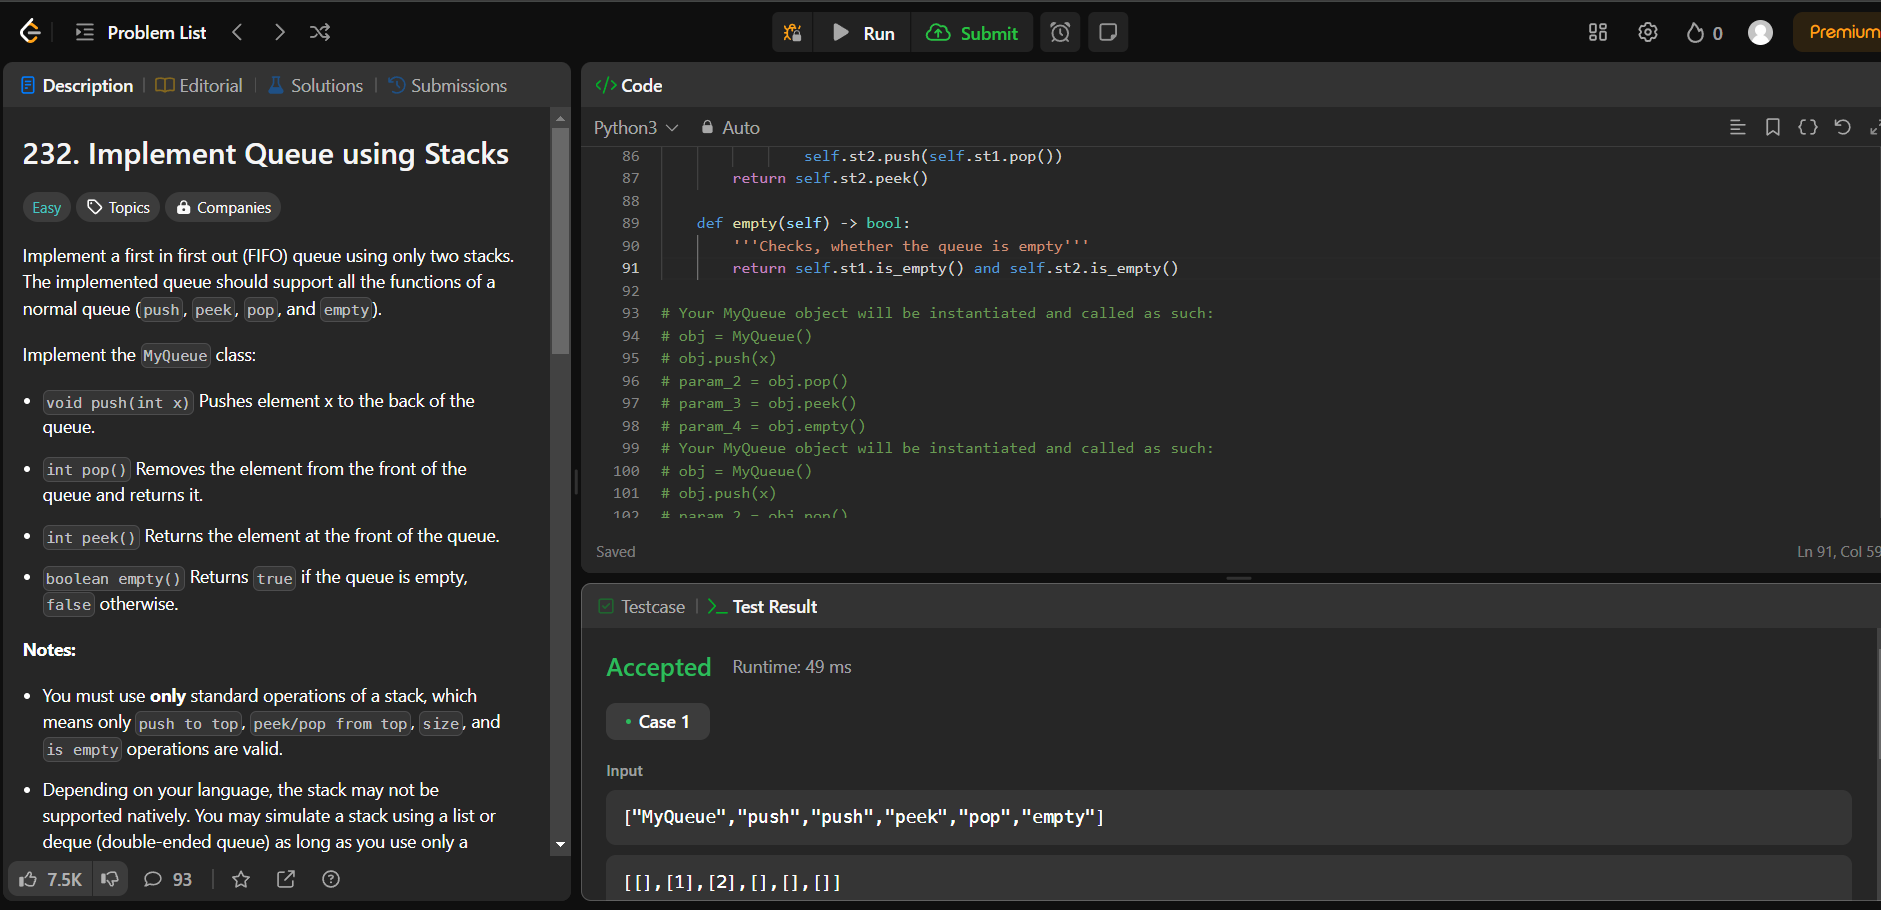 Problem List
Run
Submit
0
Premium
Description
Editorial
Solutions
Submissions
232. Implement Queue using Stacks
Easy
Topics
Companies
Implement a first in first out (FIFO) queue using only two stacks.
The implemented queue should support all the functions of a
normal queue (push, peek, pop, and empty).
Implement the MyQueue class:
• void push(int x) Pushes element x to the back of the
queue.
• int pop() Removes the element from the front of the
queue and returns it.
• int peek() Returns the element at the front of the queue.
• boolean empty() Returns true if the queue is empty,
false otherwise.
Notes:
• You must use only standard operations of a stack, which
means only push to top, peek/pop from top, size, and
is empty operations are valid.
• Depending on your language, the stack may not be
supported natively. You may simulate a stack using a list or
deque (double-ended queue) as long as you use only a
7.5K
93
</> Code
Python3
Auto
86 self.st2.push(self.st1.pop())
87 return self.st2.peek()
88
89 def empty(self) -> bool:
90 '''Checks, whether the queue is empty'''
91 return self.st1.is_empty() and self.st2.is_empty()
92
93 # Your MyQueue object will be instantiated and called as such:
94 # obj = MyQueue()
95 # obj.push(x)
96 # param_2 = obj.pop()
97 # param_3 = obj.peek()
98 # param_4 = obj.empty()
99 # Your MyQueue object will be instantiated and called as such:
100 # obj = MyQueue()
101 # obj.push(x)
102 # param_2 = obj.pop()
Saved
Ln 91, Col 59
Testcase
Test Result
Accepted
Runtime: 49 ms
• Case 1
Input
["MyQueue","push","push","peek","pop","empty"]
[[],[1],[2],[],[],[]]